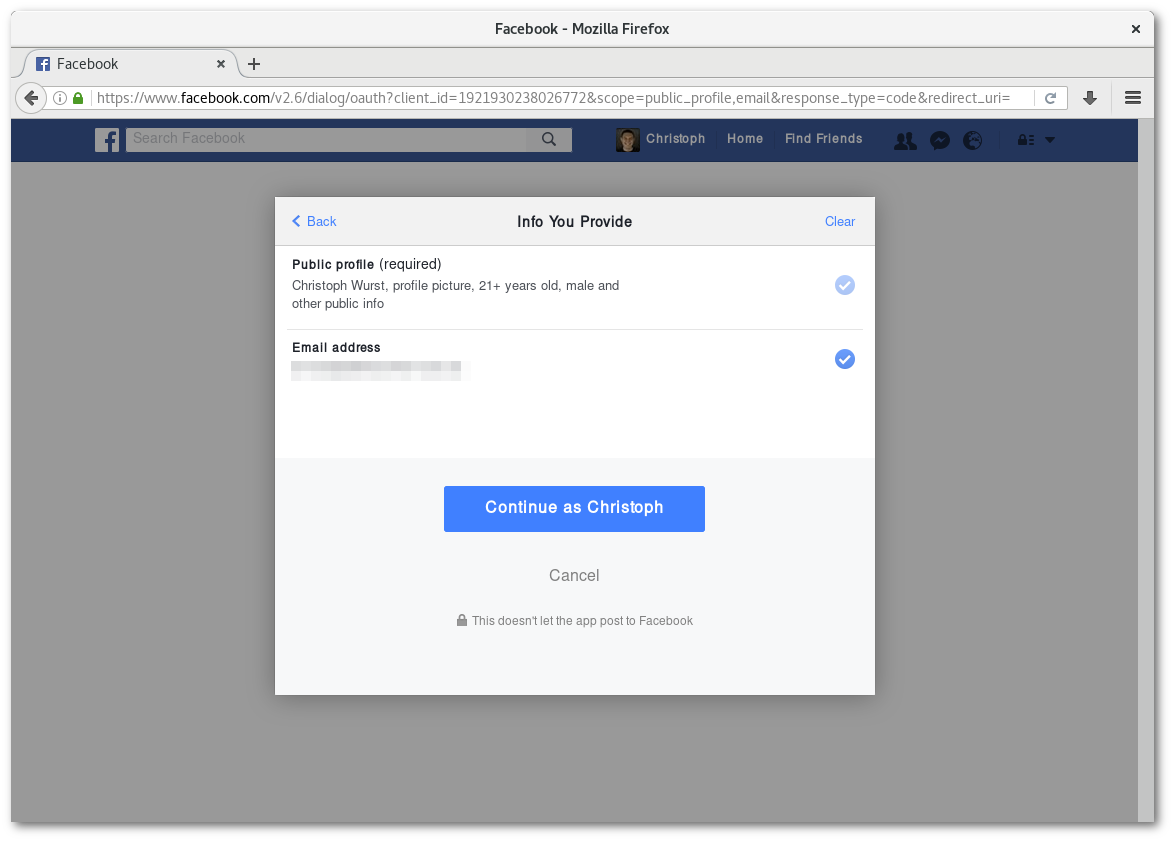 Facebook - Mozilla Firefox
Facebook
https://www.facebook.com/v2.6/dialog/oauth?client_id=1921930238026772&scope=public_profile,email&response_type=code&redirect_uri=
Search Facebook
Christoph
Home
Find Friends
Back
Info You Provide
Clear
Public profile (required)
Christoph Wurst, profile picture, 21+ years old, male and
other public info
Email address
Continue as Christoph
Cancel
This doesn't let the app post to Facebook